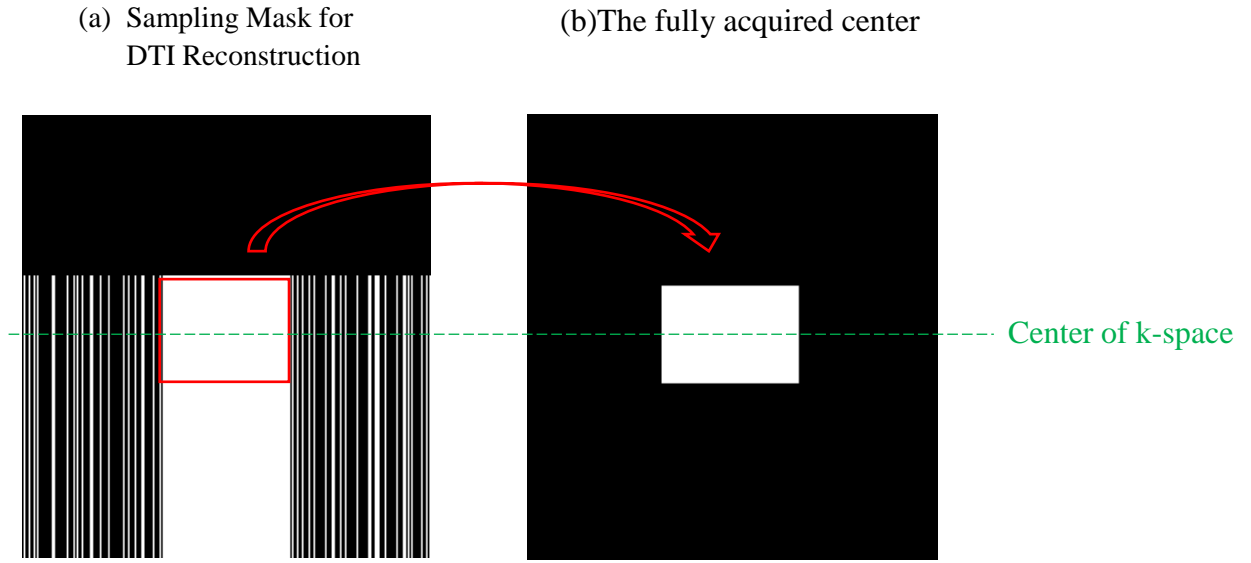 (a) Sampling Mask for
DTI Reconstruction
(b)The fully acquired center
Center of k-space